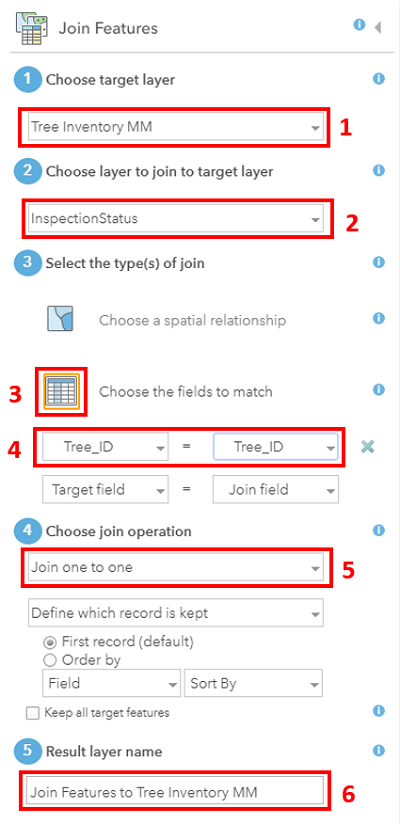 Join Features
1 Choose target layer
Tree Inventory MM 1
2 Choose layer to join to target layer
InspectionStatus 2
3 Select the type(s) of join
Choose a spatial relationship
3 Choose the fields to match
4 Tree_ID = Tree_ID
Target field = Join field
4 Choose join operation
Join one to one 5
Define which record is kept
First record (default)
Order by
Field Sort By
Keep all target features
5 Result layer name
Join Features to Tree Inventory MM 6